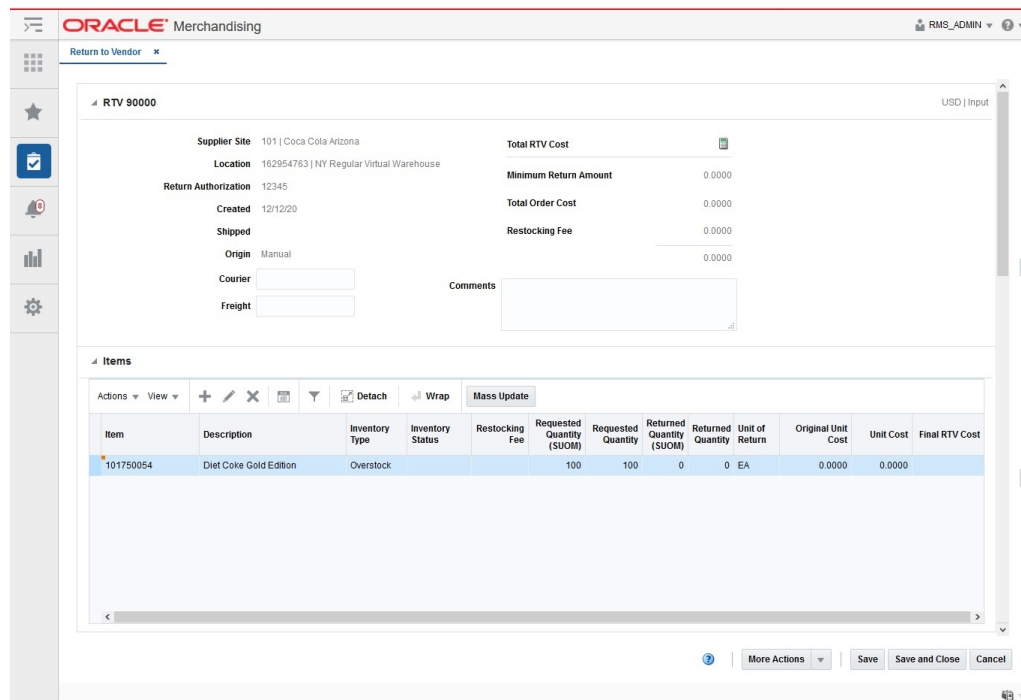 ORACLE® Merchandising
RMS_ADMIN
Return to Vendor ×
RTV 90000
USD | Input
Supplier Site 101 | Coca Cola Arizona
Location 162954763 | NY Regular Virtual Warehouse
Return Authorization 12345
Created 12/12/20
Shipped
Origin Manual
Courier
Freight
Total RTV Cost
Minimum Return Amount 0.0000
Total Order Cost 0.0000
Restocking Fee 0.0000
0.0000
Comments
Items
Actions View Detach Wrap Mass Update
Item Description Inventory Type Inventory Status Restocking Fee Requested Quantity (SUOM) Requested Quantity Returned Quantity (SUOM) Returned Quantity Unit of Return Original Unit Cost Unit Cost Final RTV Cost
101750054 Diet Coke Gold Edition Overstock 100 100 0 0 EA 0.0000 0.0000
More Actions Save Save and Close Cancel